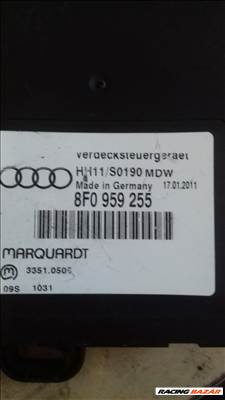 Verdecksteuergeraet
HH11/S0190 MDW
Made in Germany 17.01.2011
8F0 959 255
MARQUARDT
m 3351.0506
09S 1031
RACING BAZÁR